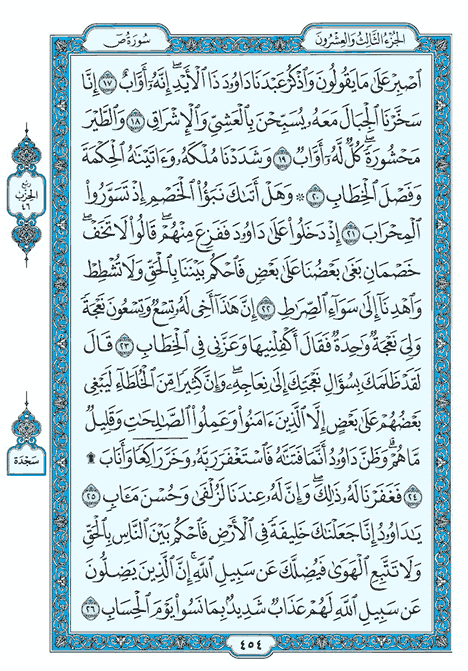 الجزء الثالث والعشرون
سورة ص
ٱصْبِرْ عَلَىٰ مَا يَقُولُونَ وَٱذْكُرْ عَبْدَنَا دَاوُۥدَ ذَا ٱلْأَيْدِ ۖ إِنَّهُۥٓ أَوَّابٌ ١٧ إِنَّا
سَخَّرْنَا ٱلْجِبَالَ مَعَهُۥ يُسَبِّحْنَ بِٱلْعَشِىِّ وَٱلْإِشْرَاقِ ١٨ وَٱلطَّيْرَ
مَحْشُورَةً ۖ كُلٌّ لَّهُۥٓ أَوَّابٌ ١٩ وَشَدَدْنَا مُلْكَهُۥ وَءَاتَيْنَٰهُ ٱلْحِكْمَةَ
وَفَصْلَ ٱلْخِطَابِ ٢٠ ۞ وَهَلْ أَتَىٰكَ نَبَؤُا۟ ٱلْخَصْمِ إِذْ تَسَوَّرُوا۟
ٱلْمِحْرَابَ ٢١ إِذْ دَخَلُوا۟ عَلَىٰ دَاوُۥدَ فَفَزِعَ مِنْهُمْ ۖ قَالُوا۟ لَا تَخَفْ ۖ
خَصْمَانِ بَغَىٰ بَعْضُنَا عَلَىٰ بَعْضٍ فَٱحْكُم بَيْنَنَا بِٱلْحَقِّ وَلَا تُشْطِطْ
وَٱهْدِنَآ إِلَىٰ سَوَآءِ ٱلصِّرَٰطِ ٢٢ إِنَّ هَٰذَآ أَخِى لَهُۥ تِسْعٌ وَتِسْعُونَ نَعْجَةً
وَلِىَ نَعْجَةٌ وَٰحِدَةٌ فَقَالَ أَكْفِلْنِيهَا وَعَزَّنِى فِى ٱلْخِطَابِ ٢٣ قَالَ
لَقَدْ ظَلَمَكَ بِسُؤَالِ نَعْجَتِكَ إِلَىٰ نِعَاجِهِۦ ۖ وَإِنَّ كَثِيرًا مِّنَ ٱلْخُلَطَآءِ لَيَبْغِى
بَعْضُهُمْ عَلَىٰ بَعْضٍ إِلَّا ٱلَّذِينَ ءَامَنُوا۟ وَعَمِلُوا۟ ٱلصَّٰلِحَٰتِ وَقَلِيلٌ
مَّا هُمْ ۗ وَظَنَّ دَاوُۥدُ أَنَّمَا فَتَنَّٰهُ فَٱسْتَغْفَرَ رَبَّهُۥ وَخَرَّ رَاكِعًا وَأَنَابَ ۩
٢٤ فَغَفَرْنَا لَهُۥ ذَٰلِكَ ۖ وَإِنَّ لَهُۥ عِندَنَا لَزُلْفَىٰ وَحُسْنَ مَـَٔابٍ ٢٥
يَٰدَاوُۥدُ إِنَّا جَعَلْنَٰكَ خَلِيفَةً فِى ٱلْأَرْضِ فَٱحْكُم بَيْنَ ٱلنَّاسِ بِٱلْحَقِّ
وَلَا تَتَّبِعِ ٱلْهَوَىٰ فَيُضِلَّكَ عَن سَبِيلِ ٱللَّهِ ۚ إِنَّ ٱلَّذِينَ يَضِلُّونَ
عَن سَبِيلِ ٱللَّهِ لَهُمْ عَذَابٌ شَدِيدٌۢ بِمَا نَسُوا۟ يَوْمَ ٱلْحِسَابِ ٢٦
ربع
الحزب
٤٦
سجدة
٤٥٤